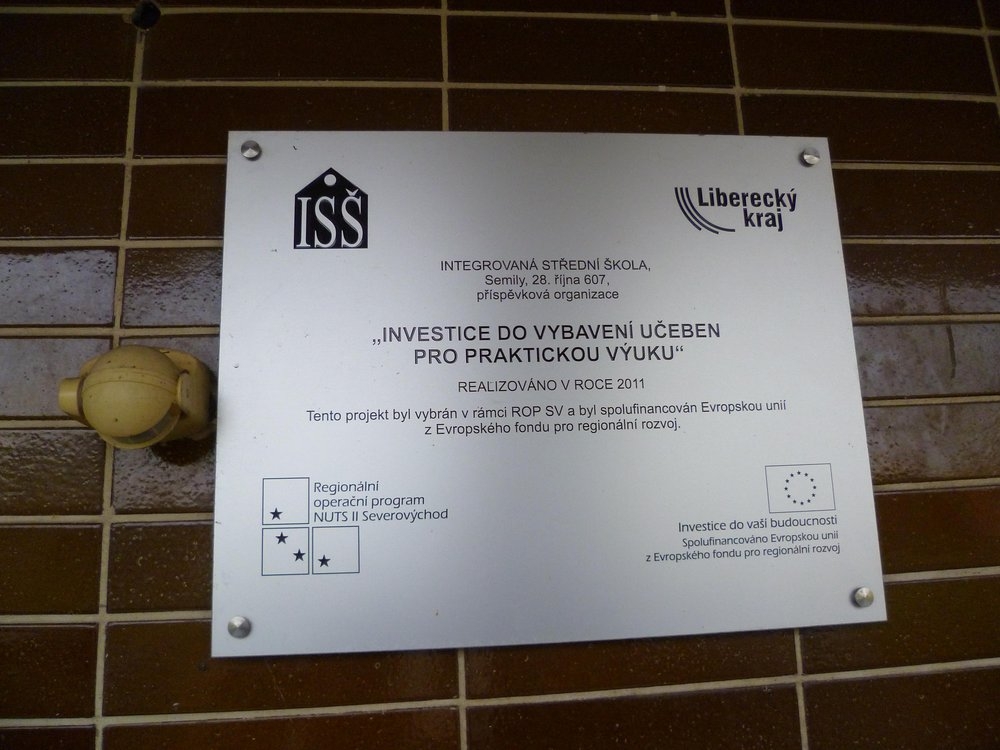 ISŠ
Liberecký
kraj
INTEGROVANÁ STŘEDNÍ ŠKOLA,
Semily, 28. října 607,
příspěvková organizace
„INVESTICE DO VYBAVENÍ UČEBEN
PRO PRAKTICKOU VÝUKU“
REALIZOVÁNO V ROCE 2011
Tento projekt byl vybrán v rámci ROP SV a byl spolufinancován Evropskou unií
z Evropského fondu pro regionální rozvoj.
Regionální
operační program
NUTS II Severovýchod
Investice do vaší budoucnosti
Spolufinancováno Evropskou unií
z Evropského fondu pro regionální rozvoj